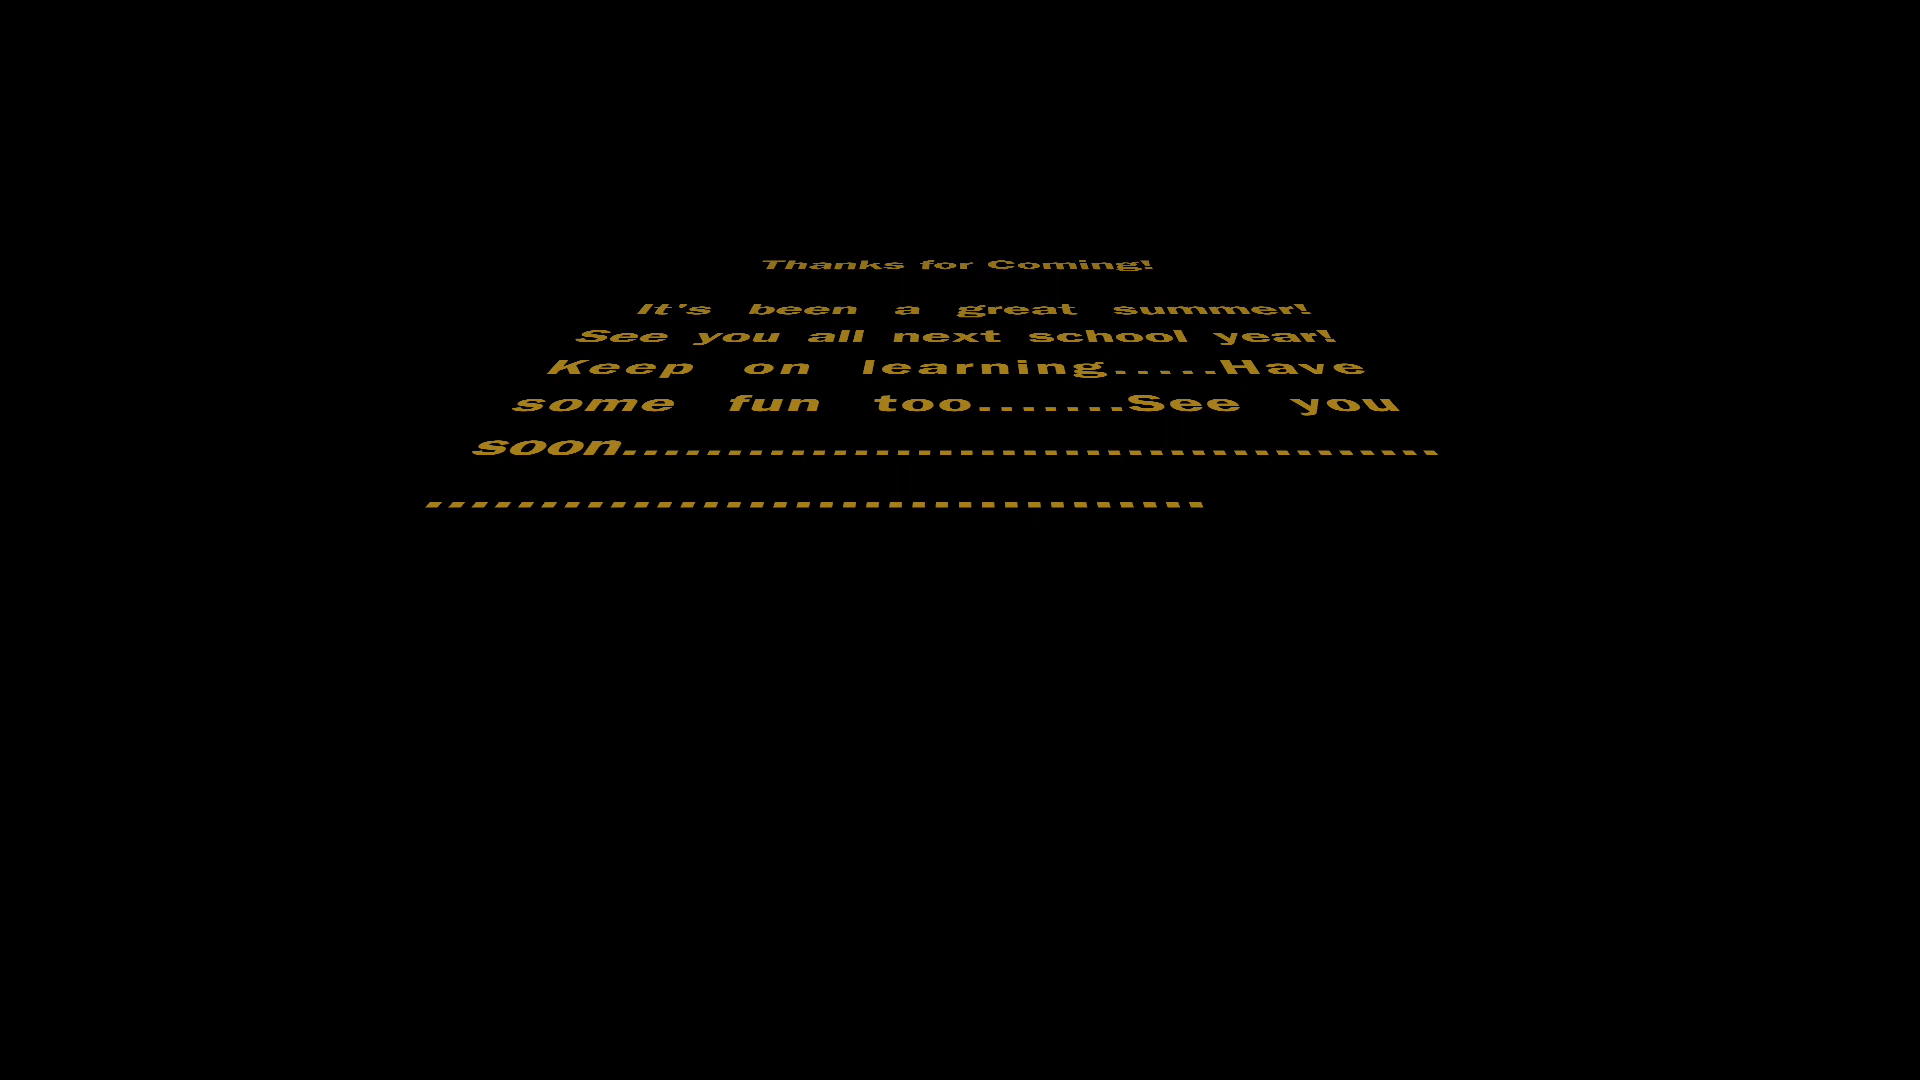 Thanks for Coming!
It's been a great summer!
See you all next school year!
Keep on learning.....Have
some fun too.......See you
soon.......................................
..................................